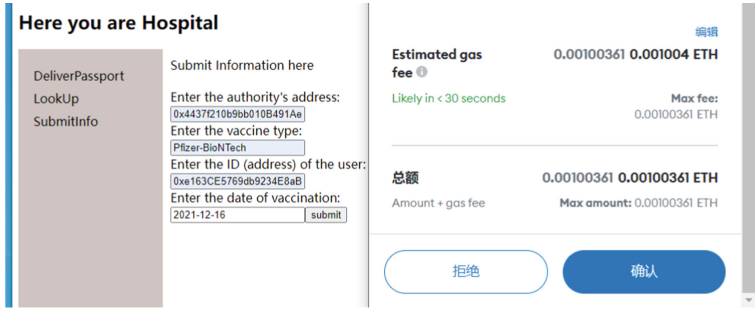 Here you are Hospital
DeliverPassport
LookUp
SubmitInfo
Submit Information here
Enter the authority's address:
0x4437f210b9bb010B491Ae
Enter the vaccine type:
Pfizer-BioNTech
Enter the ID (address) of the user:
0xe163CE5769db9234E8aB
Enter the date of vaccination:
2021-12-16 submit
编辑
Estimated gas 0.00100361 0.001004 ETH
fee
Likely in < 30 seconds Max fee:
0.00100361 ETH
总额 0.00100361 0.00100361 ETH
Amount + gas fee Max amount: 0.00100361 ETH
拒绝 确认